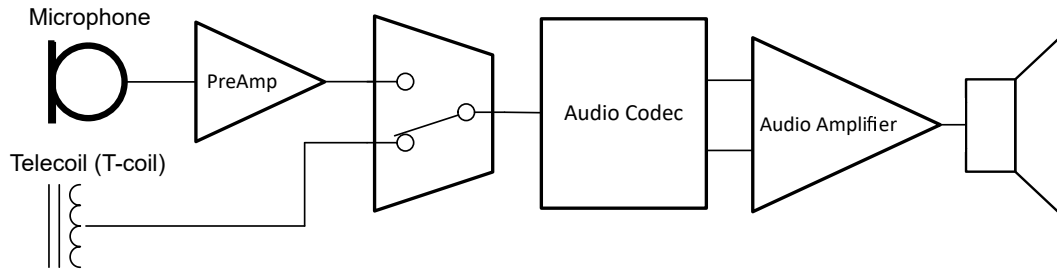 Microphone
PreAmp
Audio Codec
Audio Amplifier
Telecoil (T-coil)